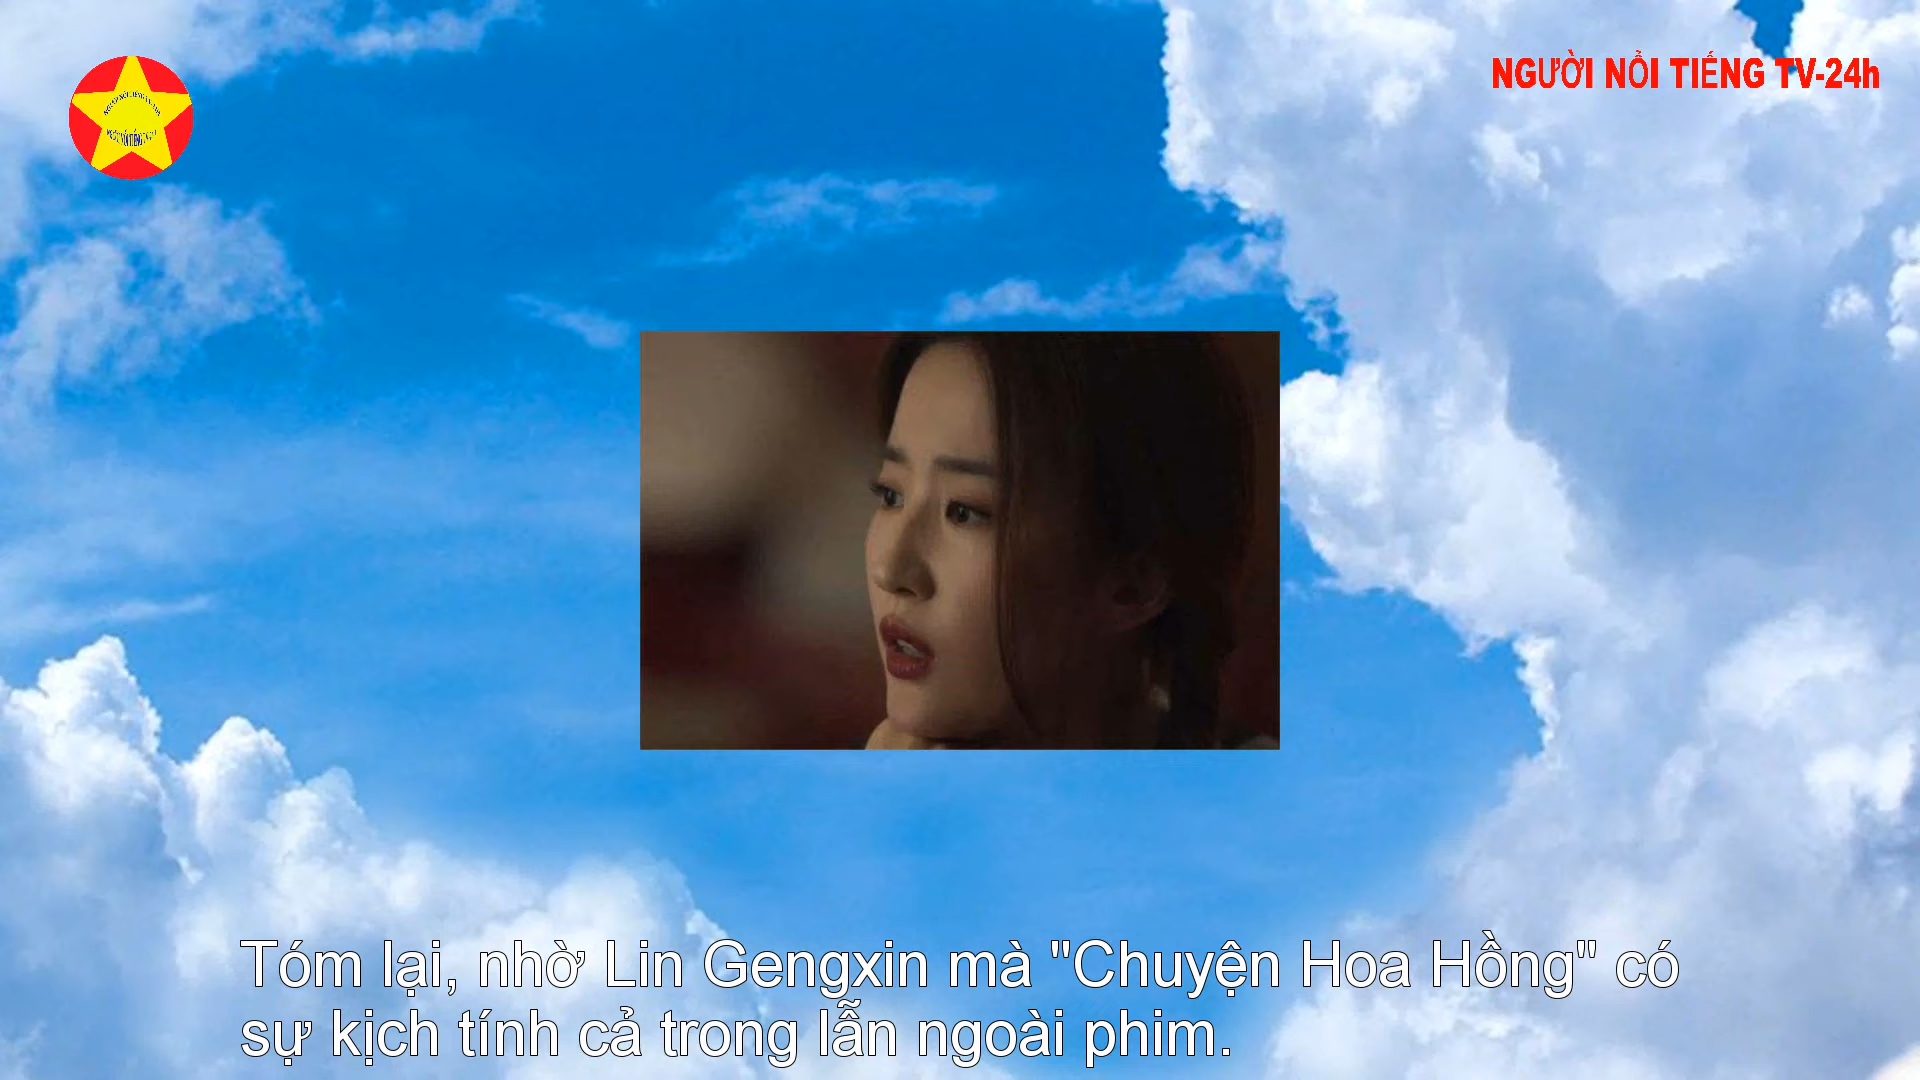 NGƯỜI NỔI TIẾNG TV-24h
Tóm lại, nhờ Lin Gengxin mà "Chuyện Hoa Hồng" có
sự kịch tính cả trong lẫn ngoài phim.